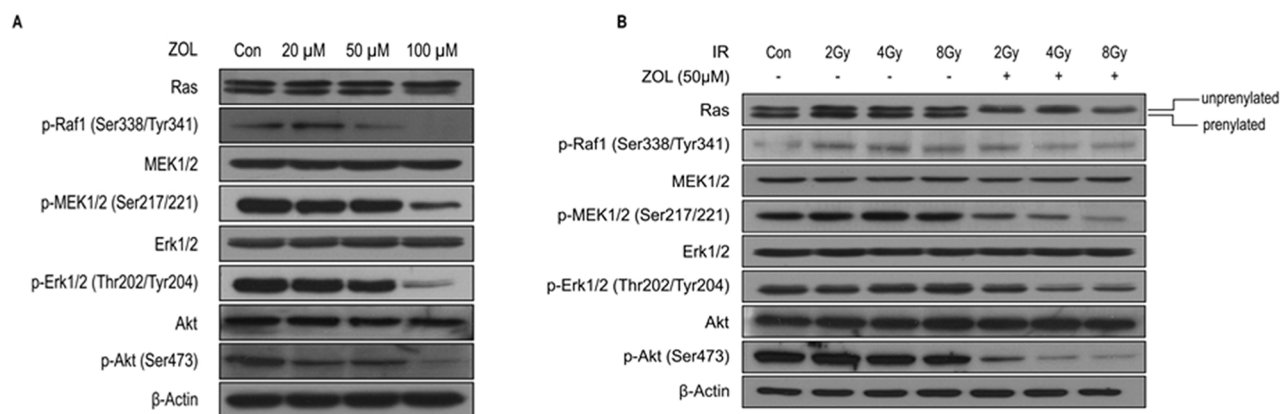 A
ZOL Con 20 µM 50 µM 100 µM
Ras
p-Raf1 (Ser338/Tyr341)
MEK1/2
p-MEK1/2 (Ser217/221)
Erk1/2
p-Erk1/2 (Thr202/Tyr204)
Akt
p-Akt (Ser473)
β-Actin
B
IR Con 2Gy 4Gy 8Gy 2Gy 4Gy 8Gy
ZOL (50µM) - - - - + + +
Ras
unprenylated
prenylated
p-Raf1 (Ser338/Tyr341)
MEK1/2
p-MEK1/2 (Ser217/221)
Erk1/2
p-Erk1/2 (Thr202/Tyr204)
Akt
p-Akt (Ser473)
β-Actin